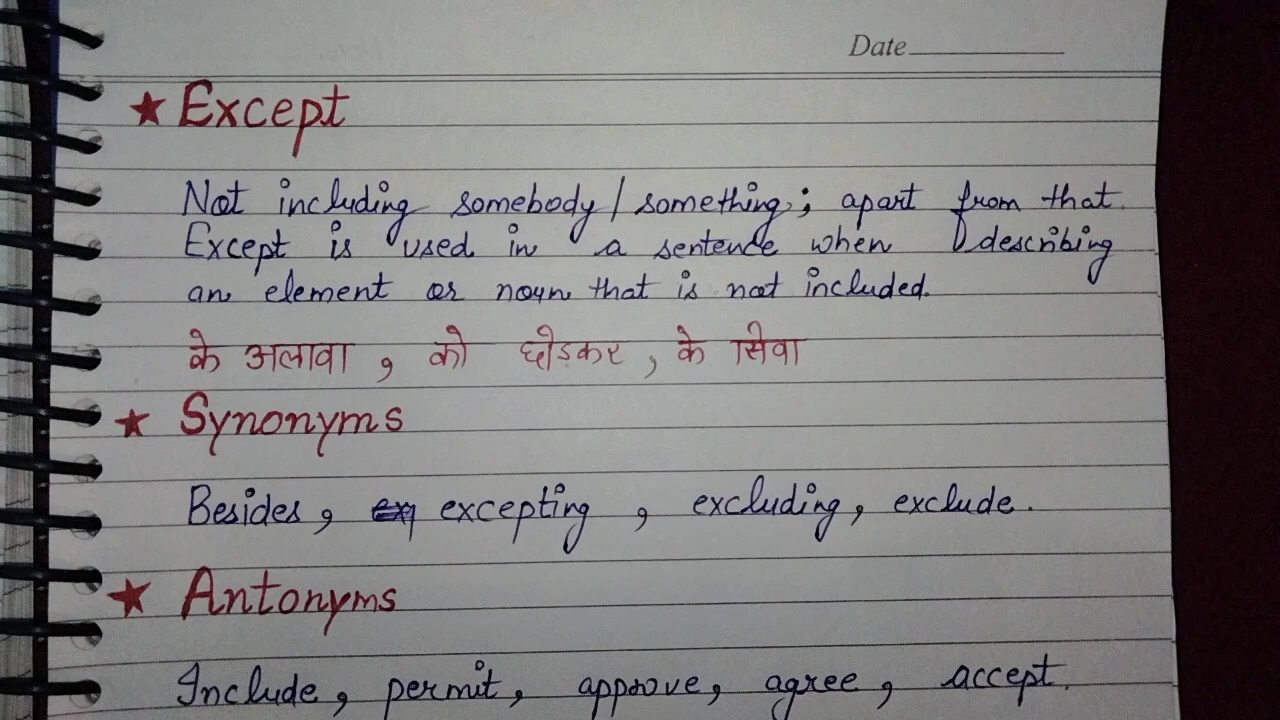 Date
★ Except
Not including somebody / something; apart from that.
Except is used in a sentence when describing
an element or noun that is not included.
के अलावा , को छोड़कर , के सिवा
★ Synonyms
Besides, excepting , excluding, exclude.
★ Antonyms
Include, permit, approve, agree, accept.